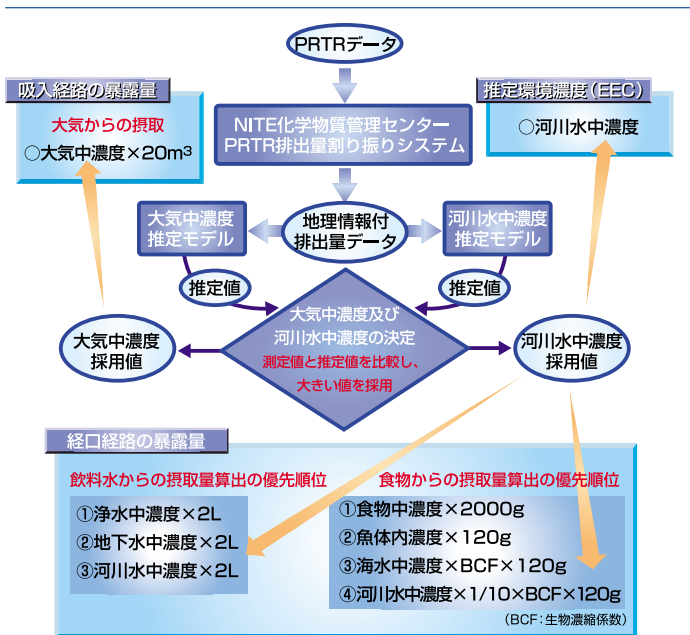 PRTRデータ
吸入経路の暴露量
大気からの摂取
○大気中濃度×20m³
推定環境濃度(EEC)
○河川水中濃度
NITE化学物質管理センター
PRTR排出量割り振りシステム
大気中濃度
推定モデル
地理情報付
排出量データ
河川水中濃度
推定モデル
推定値
推定値
大気中濃度及び
河川水中濃度の決定
測定値と推定値を比較し、
大きい値を採用
大気中濃度
採用値
河川水中濃度
採用値
経口経路の暴露量
飲料水からの摂取量算出の優先順位
①浄水中濃度×2L
②地下水中濃度×2L
③河川水中濃度×2L
食物からの摂取量算出の優先順位
①食物中濃度×2000g
②魚体内濃度×120g
③海水中濃度×BCF×120g
④河川水中濃度×1/10×BCF×120g
(BCF:生物濃縮係数)